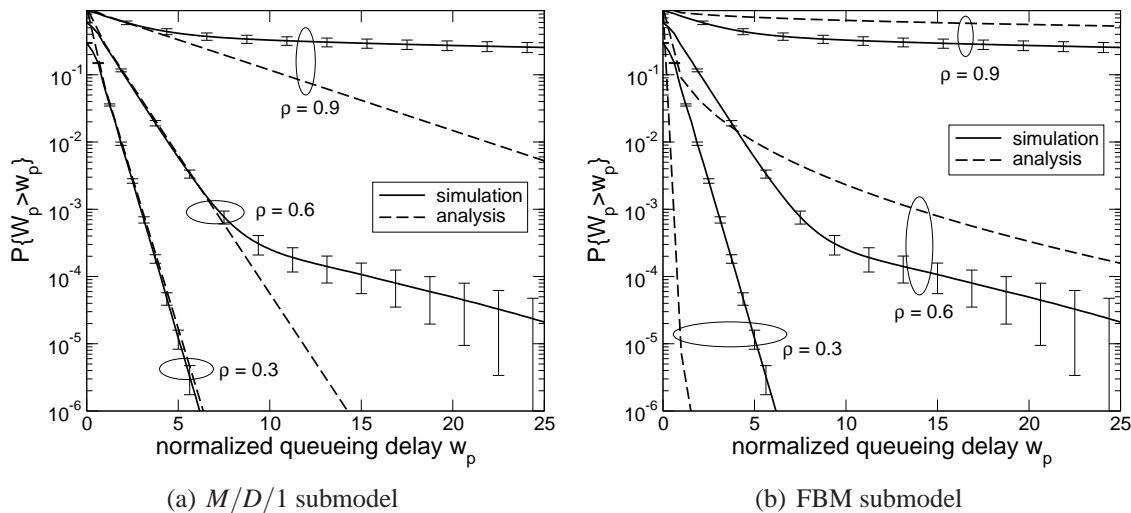 P{W_p>w_p}
10^-1
10^-2
10^-3
10^-4
10^-5
10^-6
0 5 10 15 20 25
normalized queueing delay w_p
ρ = 0.9
ρ = 0.6
ρ = 0.3
simulation
analysis
(a) M/D/1 submodel
P{W_p>w_p}
10^-1
10^-2
10^-3
10^-4
10^-5
10^-6
0 5 10 15 20 25
normalized queueing delay w_p
ρ = 0.9
simulation
analysis
ρ = 0.6
ρ = 0.3
(b) FBM submodel